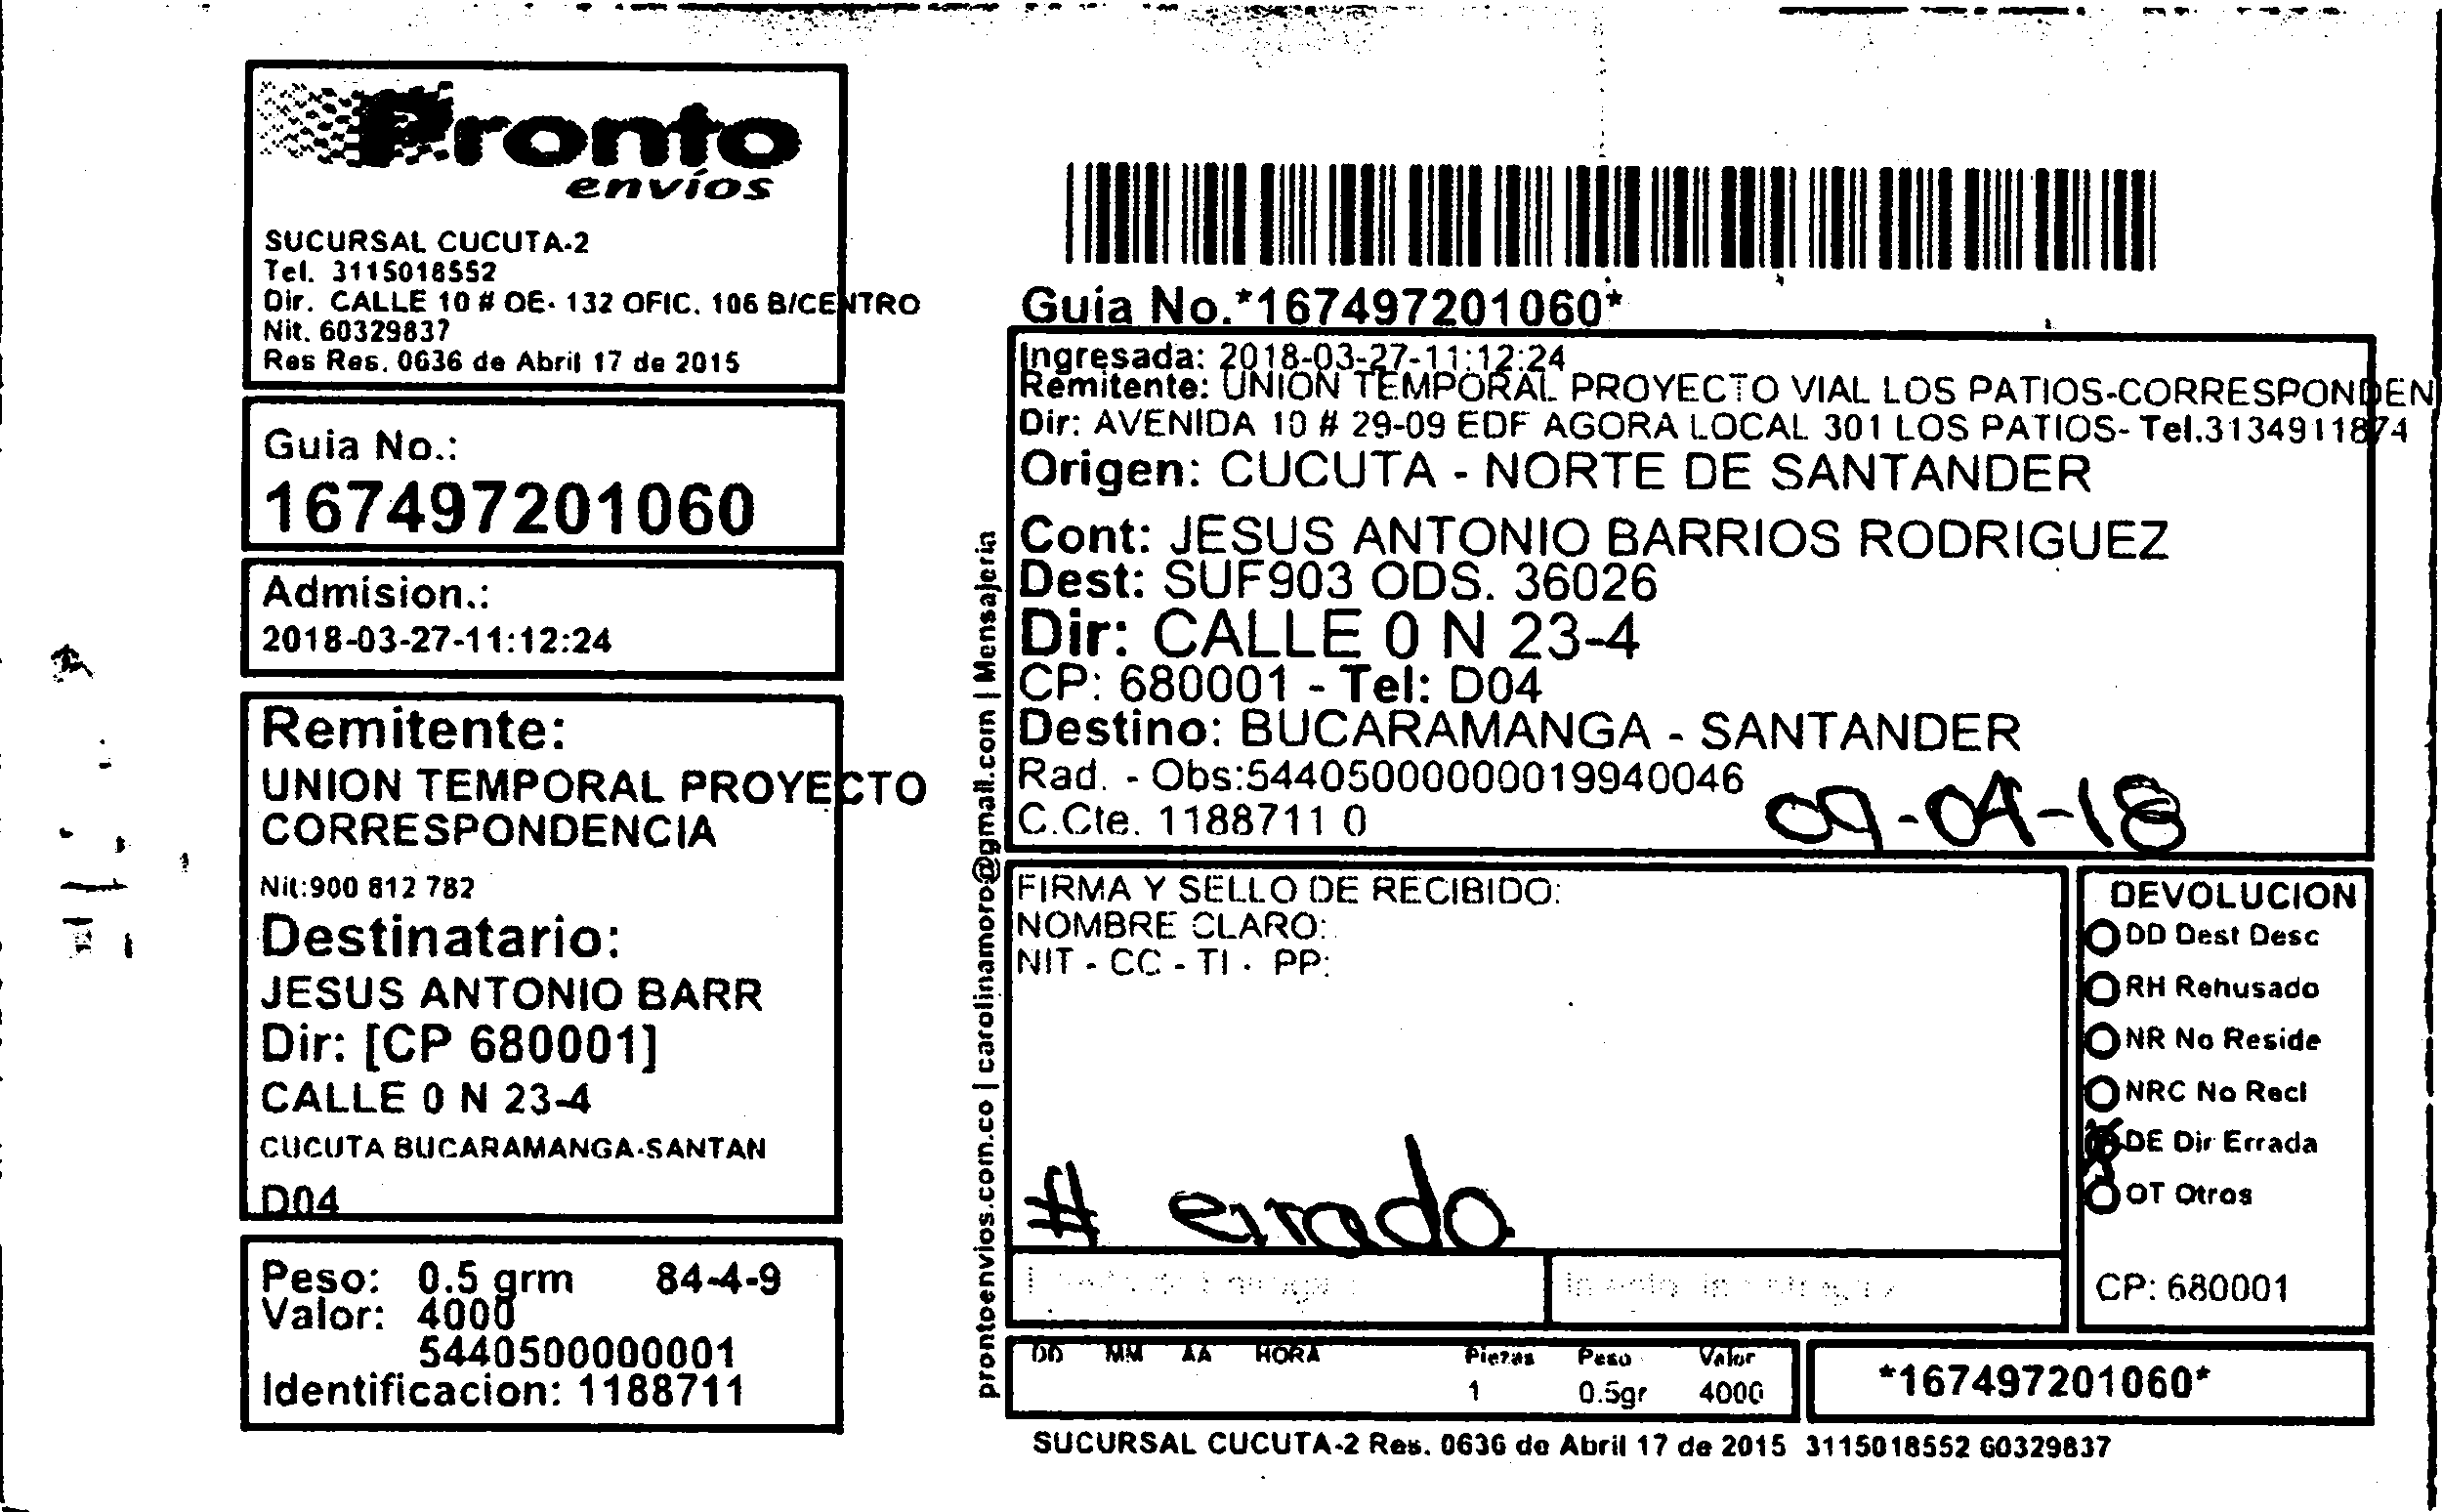 Pronto
envíos
SUCURSAL CUCUTA-2
Tel. 3115018552
Dir. CALLE 10 # OE- 132 OFIC. 106 B/CENTRO
Nit. 60329837
Res Res. 0636 de Abril 17 de 2015
Guia No.:
167497201060
Admision.:
2018-03-27-11:12:24
Remitente:
UNION TEMPORAL PROYECTO
CORRESPONDENCIA
Nit:900 812 782
Destinatario:
JESUS ANTONIO BARR
Dir: [CP 680001]
CALLE 0 N 23-4
CUCUTA BUCARAMANGA-SANTAN
D04
Peso: 0.5 grm 84-4-9
Valor: 4000
5440500000001
Identificacion: 1188711
prontoenvios.com.co | carolinamoro@gmail.com | Mensajeria
Guia No.*167497201060*
Ingresada: 2018-03-27-11:12:24
Remitente: UNION TEMPORAL PROYECTO VIAL LOS PATIOS-CORRESPONDEN
Dir: AVENIDA 10 # 29-09 EDF AGORA LOCAL 301 LOS PATIOS- Tel.3134911874
Origen: CUCUTA - NORTE DE SANTANDER
Cont: JESUS ANTONIO BARRIOS RODRIGUEZ
Dest: SUF903 ODS. 36026
Dir: CALLE 0 N 23-4
CP: 680001 - Tel: D04
Destino: BUCARAMANGA - SANTANDER
Rad. - Obs:544050000000019940046
C.Cte. 1188711 0
09-04-18
FIRMA Y SELLO DE RECIBIDO:
NOMBRE CLARO:
NIT - CC - TI - PP:
# errado
DEVOLUCION
DD Dest Desc
RH Rehusado
NR No Reside
NRC No Recl
DE Dir Errada
OT Otros
CP: 680001
DD MM AA HORA Piezas Peso Valor
1 0.5gr 4000
*167497201060*
SUCURSAL CUCUTA-2 Res. 0636 de Abril 17 de 2015 3115018552 60329837